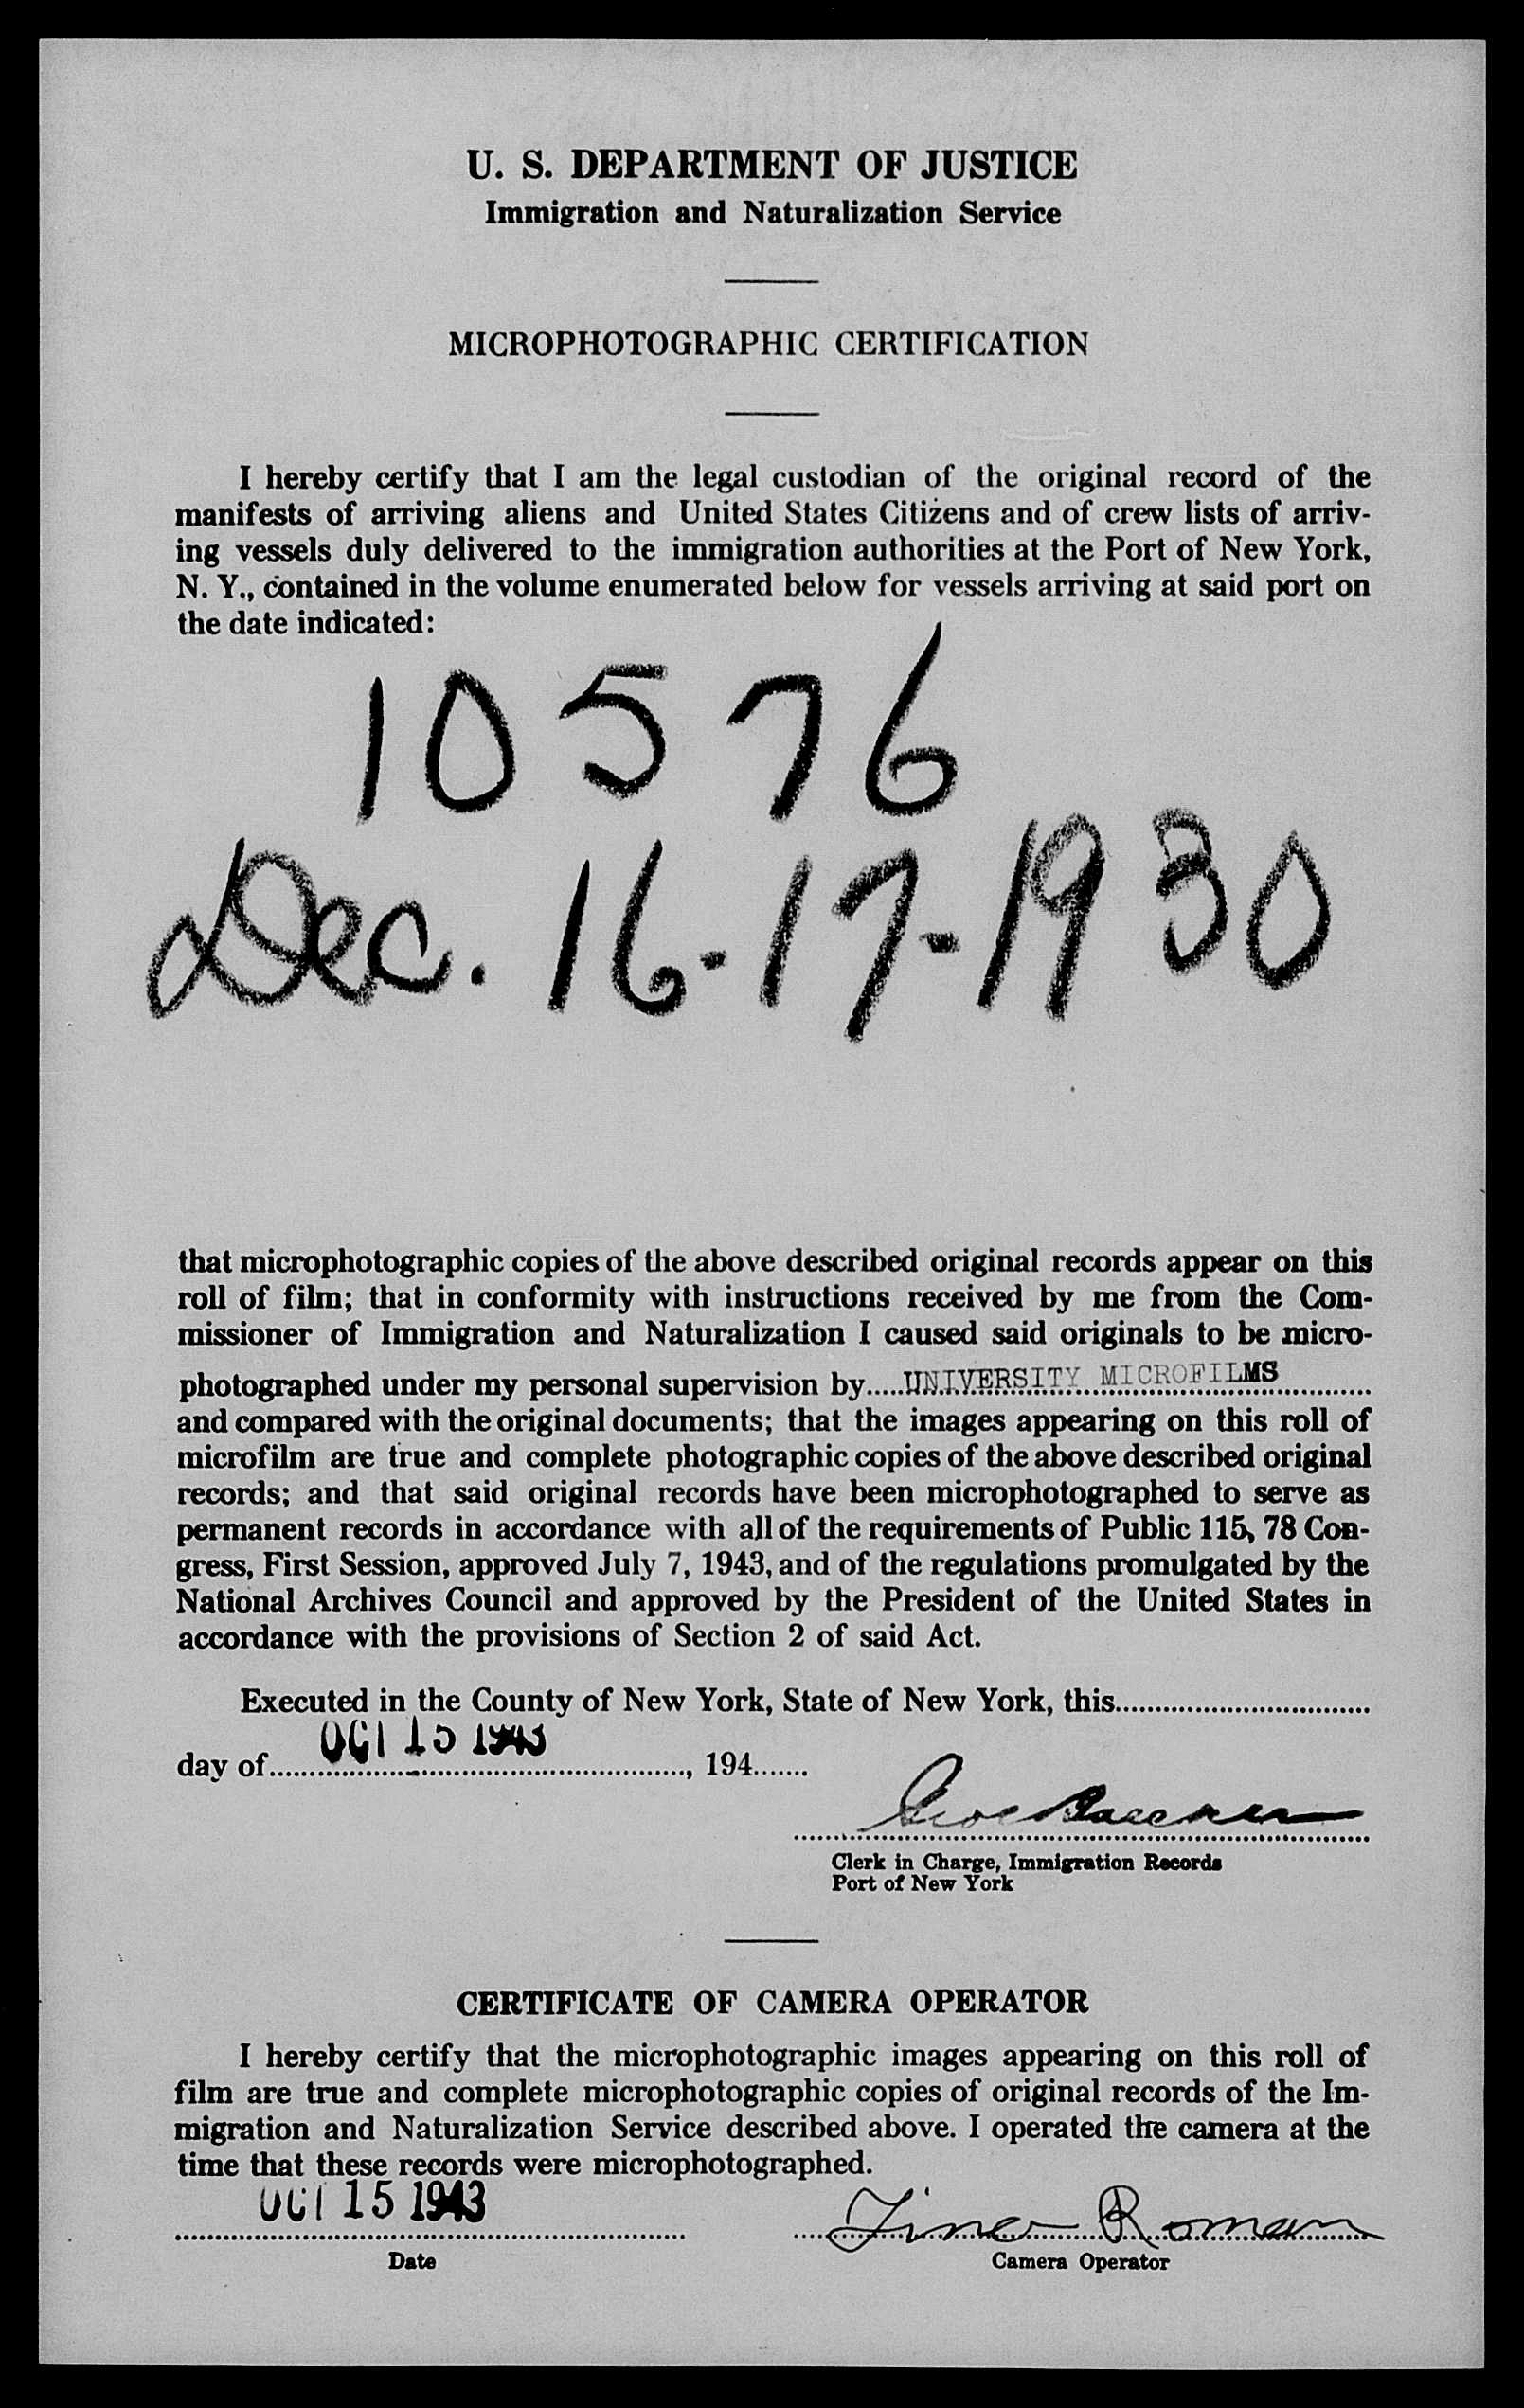 U. S. DEPARTMENT OF JUSTICE
Immigration and Naturalization Service
MICROPHOTOGRAPHIC CERTIFICATION
I hereby certify that I am the legal custodian of the original record of the
manifests of arriving aliens and United States Citizens and of crew lists of arriv-
ing vessels duly delivered to the immigration authorities at the Port of New York,
N. Y., contained in the volume enumerated below for vessels arriving at said port on
the date indicated:
10576
Dec. 16-17-1930
that microphotographic copies of the above described original records appear on this
roll of film; that in conformity with instructions received by me from the Com-
missioner of Immigration and Naturalization I caused said originals to be micro-
photographed under my personal supervision by.....UNIVERSITY MICROFILMS
and compared with the original documents; that the images appearing on this roll of
microfilm are true and complete photographic copies of the above described original
records; and that said original records have been microphotographed to serve as
permanent records in accordance with all of the requirements of Public 115, 78 Con-
gress, First Session, approved July 7, 1943, and of the regulations promulgated by the
National Archives Council and approved by the President of the United States in
accordance with the provisions of Section 2 of said Act.
Executed in the County of New York, State of New York, this
day of OCT 15 1943, 194
Clerk in Charge, Immigration Records
Port of New York
CERTIFICATE OF CAMERA OPERATOR
I hereby certify that the microphotographic images appearing on this roll of
film are true and complete microphotographic copies of original records of the Im-
migration and Naturalization Service described above. I operated the camera at the
time that these records were microphotographed.
OCT 15 1943 Roman
Date Camera Operator